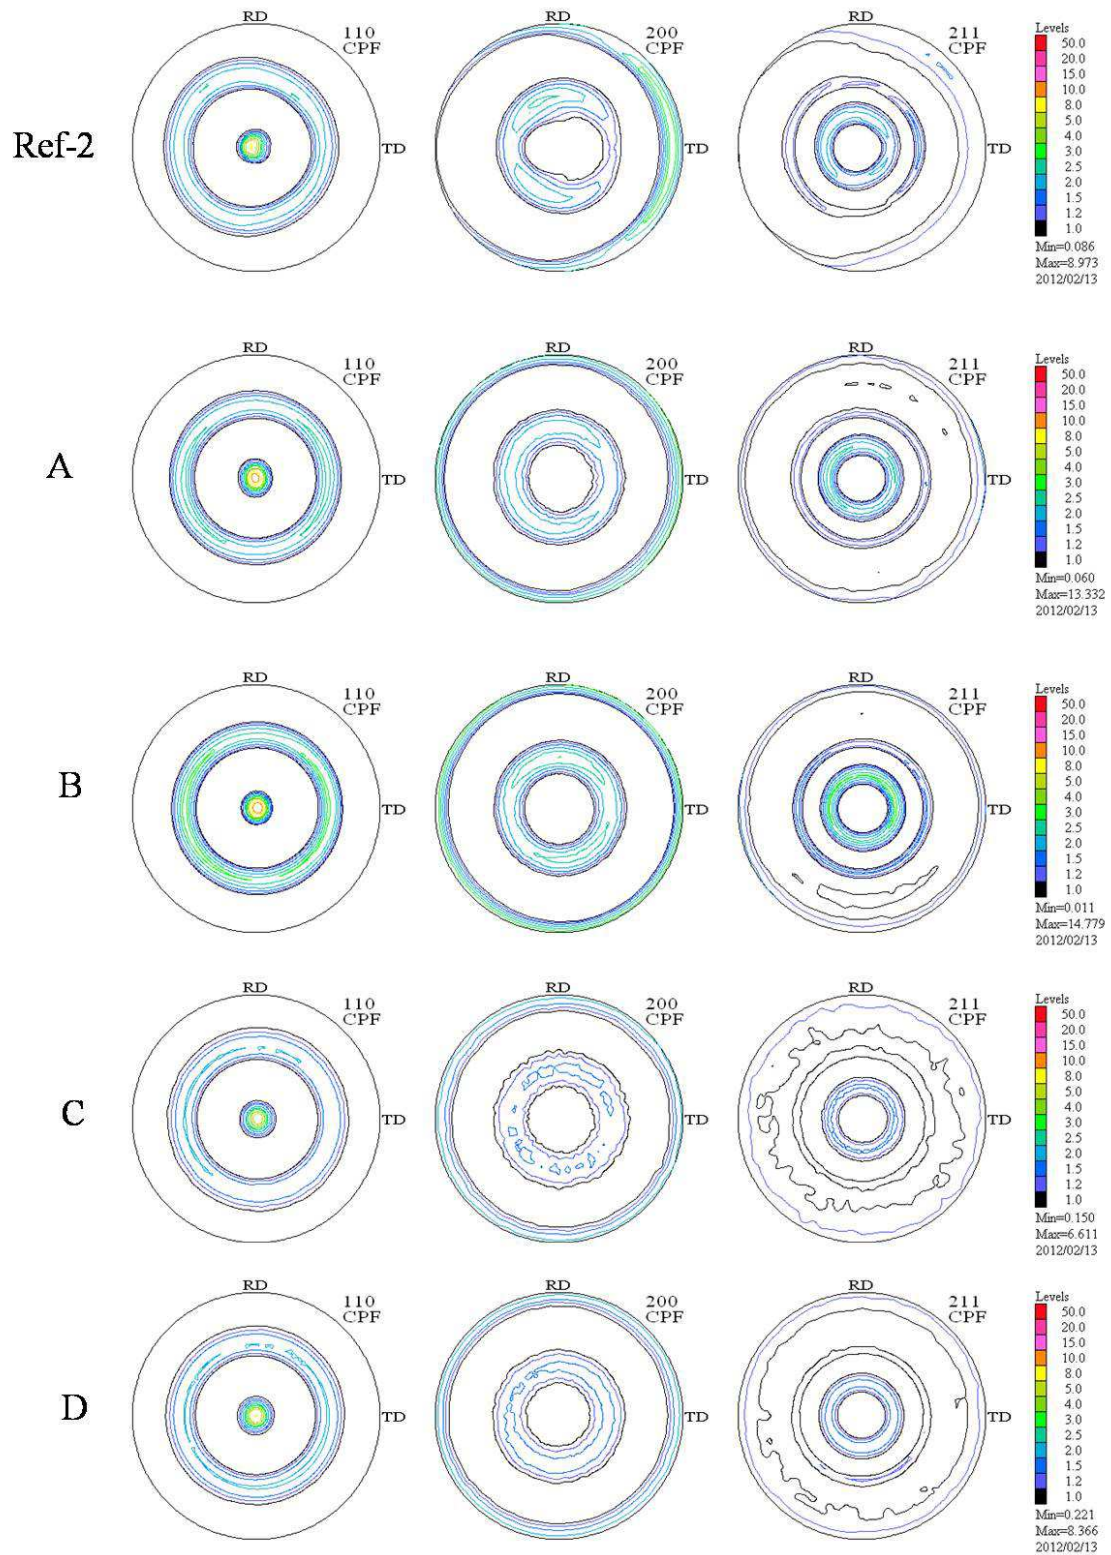 RD
110
CPF
TD
RD
200
CPF
TD
RD
211
CPF
Levels
50.0
20.0
15.0
10.0
8.0
5.0
4.0
3.0
2.5
2.0
1.5
1.2
1.0
Min=0.086
Max=8.973
2012/02/13
Ref-2
RD
110
CPF
TD
RD
200
CPF
TD
RD
211
CPF
Levels
50.0
20.0
15.0
10.0
8.0
5.0
4.0
3.0
2.5
2.0
1.5
1.2
1.0
Min=0.060
Max=13.332
2012/02/13
A
RD
110
CPF
TD
RD
200
CPF
TD
RD
211
CPF
Levels
50.0
20.0
15.0
10.0
8.0
5.0
4.0
3.0
2.5
2.0
1.5
1.2
1.0
Min=0.011
Max=14.779
2012/02/13
B
RD
110
CPF
TD
RD
200
CPF
TD
RD
211
CPF
Levels
50.0
20.0
15.0
10.0
8.0
5.0
4.0
3.0
2.5
2.0
1.5
1.2
1.0
Min=0.150
Max=6.611
2012/02/13
C
RD
110
CPF
TD
RD
200
CPF
TD
RD
211
CPF
Levels
50.0
20.0
15.0
10.0
8.0
5.0
4.0
3.0
2.5
2.0
1.5
1.2
1.0
Min=0.221
Max=8.366
2012/02/13
D